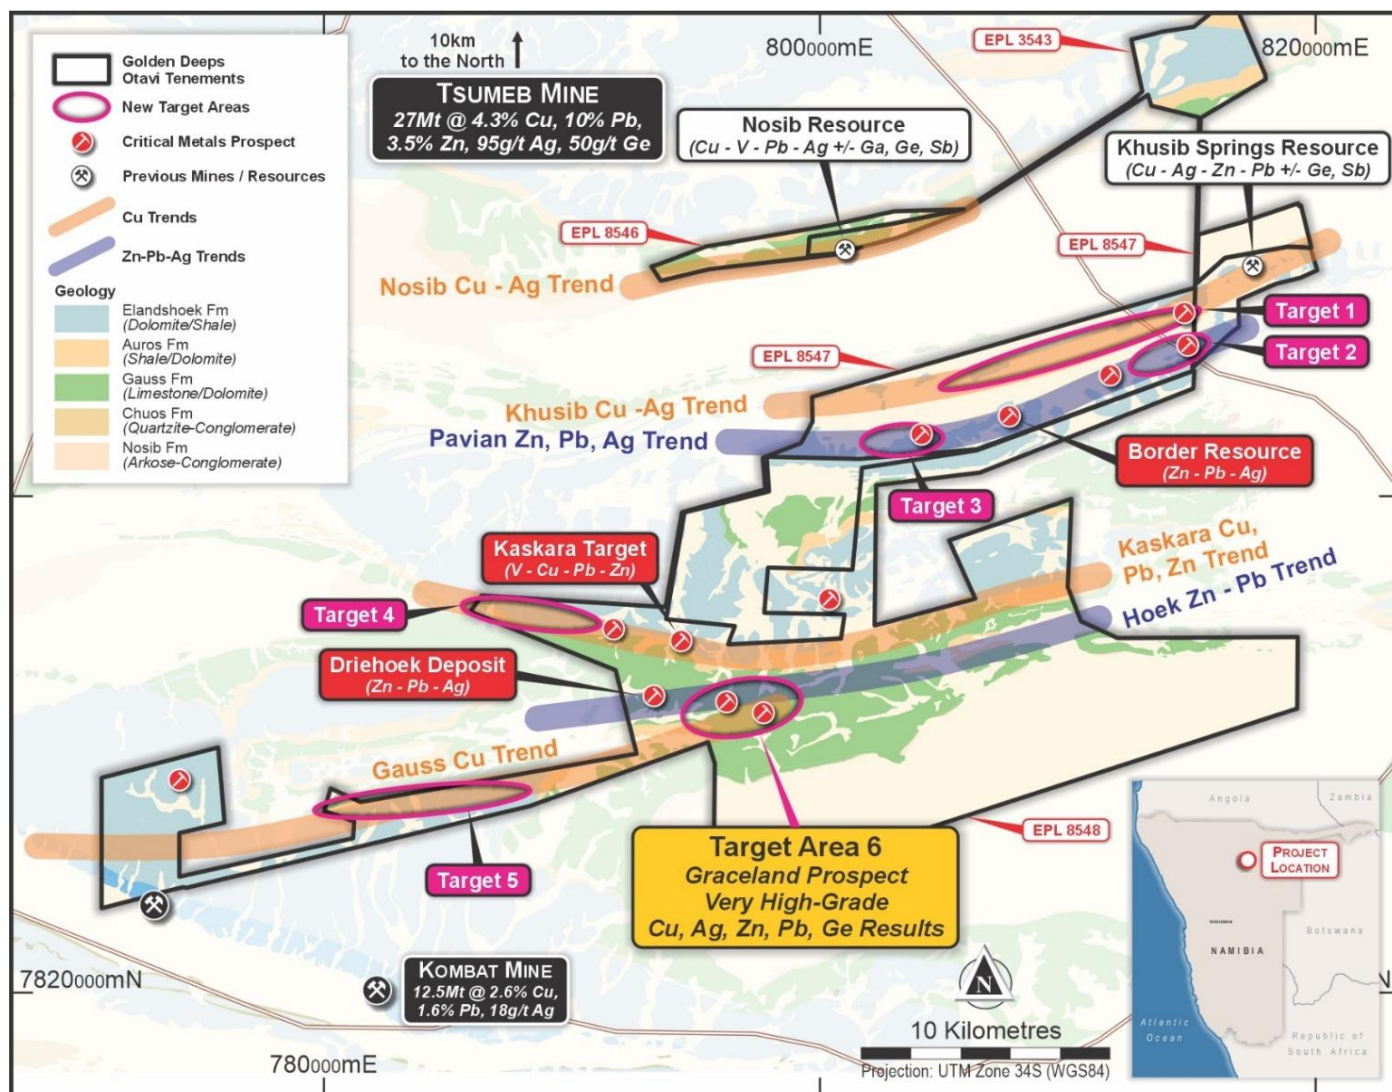 800000mE
820000mE
Golden Deeps
Otavi Tenements
New Target Areas
Critical Metals Prospect
Previous Mines / Resources
Cu Trends
Zn-Pb-Ag Trends
Geology
Elandshoek Fm
(Dolomite/Shale)
Auros Fm
(Shale/Dolomite)
Gauss Fm
(Limestone/Dolomite)
Chuos Fm
(Quartzite-Conglomerate)
Nosib Fm
(Arkose-Conglomerate)
10km
to the North
TSUMEB MINE
27Mt @ 4.3% Cu, 10% Pb,
3.5% Zn, 95g/t Ag, 50g/t Ge
EPL 3543
Nosib Resource
(Cu - V - Pb - Ag +/- Ga, Ge, Sb)
Khusib Springs Resource
(Cu - Ag - Zn - Pb +/- Ge, Sb)
EPL 8546
EPL 8547
Nosib Cu - Ag Trend
Target 1
Target 2
EPL 8547
Khusib Cu -Ag Trend
Pavian Zn, Pb, Ag Trend
Border Resource
(Zn - Pb - Ag)
Target 3
Kaskara Target
(V - Cu - Pb - Zn)
Kaskara Cu,
Pb, Zn Trend
Hoek Zn - Pb Trend
Target 4
Driehoek Deposit
(Zn - Pb - Ag)
Gauss Cu Trend
Target 5
Target Area 6
Graceland Prospect
Very High-Grade
Cu, Ag, Zn, Pb, Ge Results
EPL 8548
7820000mN
KOMBAT MINE
12.5Mt @ 2.6% Cu,
1.6% Pb, 18g/t Ag
N
10 Kilometres
Projection: UTM Zone 34S (WGS84)
780000mE
N
Angola
Zambia
PROJECT
LOCATION
WINDHOEK
NAMIBIA
Botswana
Atlantic
Ocean
Republic of
South Africa